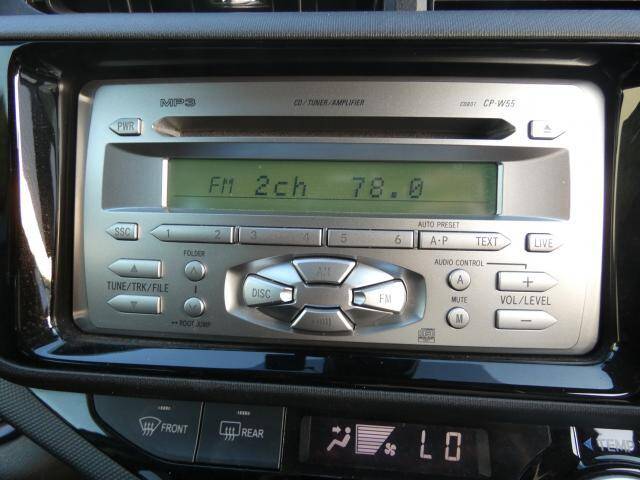 MP3 CD/TUNER/AMPLIFIER CP-W55
PWR
FM 2ch 78.0
AUTO PRESET
SSC 1 2 3 4 5 6 A·P TEXT LIVE
FOLDER AUDIO CONTROL
AM A +
TUNE/TRK/FILE DISC FM MUTE VOL/LEVEL
M −
ROOT JUMP
FRONT REAR LO TEMP